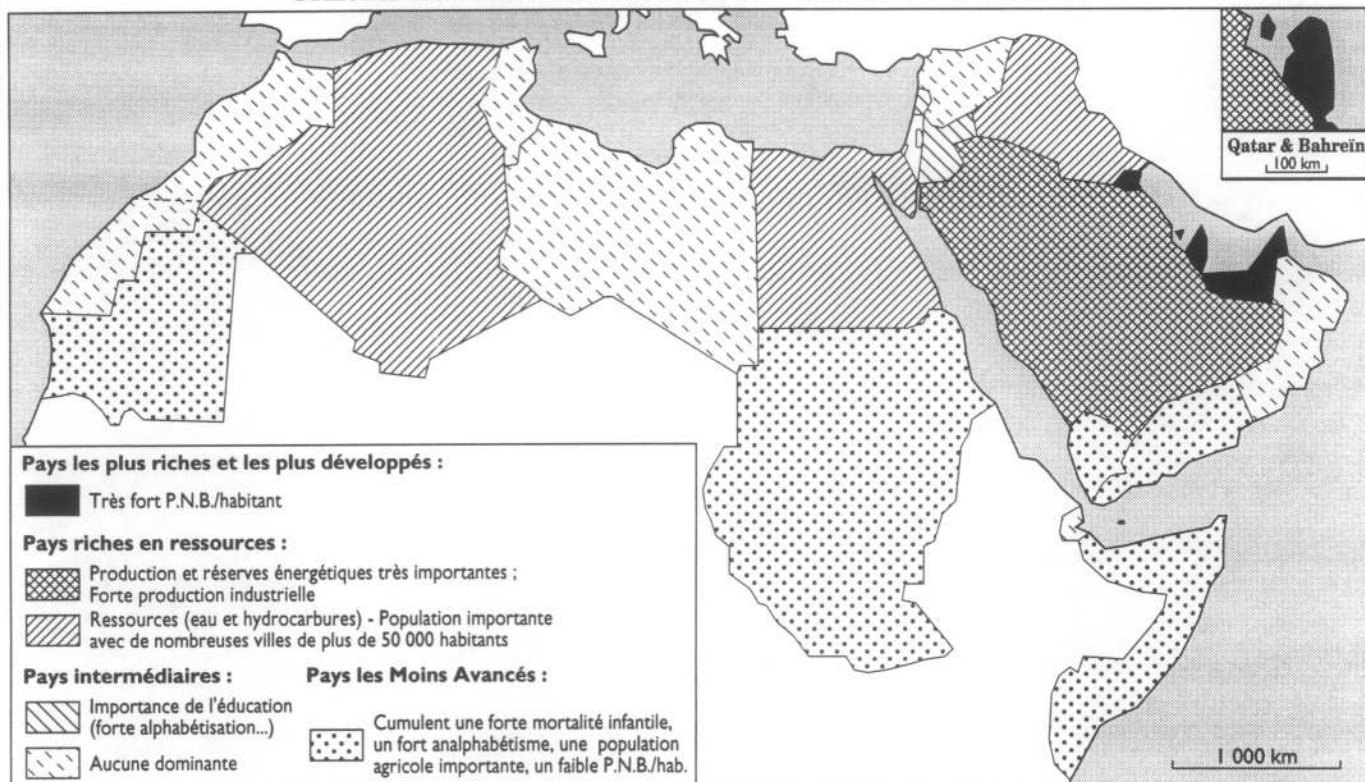 Qatar & Bahreïn
100 km
Pays les plus riches et les plus développés :
Très fort P.N.B./habitant
Pays riches en ressources :
Production et réserves énergétiques très importantes ;
Forte production industrielle
Ressources (eau et hydrocarbures) - Population importante
avec de nombreuses villes de plus de 50 000 habitants
Pays intermédiaires :
Importance de l'éducation
(forte alphabétisation...)
Aucune dominante
Pays les Moins Avancés :
Cumulent une forte mortalité infantile,
un fort analphabétisme, une population
agricole importante, un faible P.N.B./hab.
1 000 km